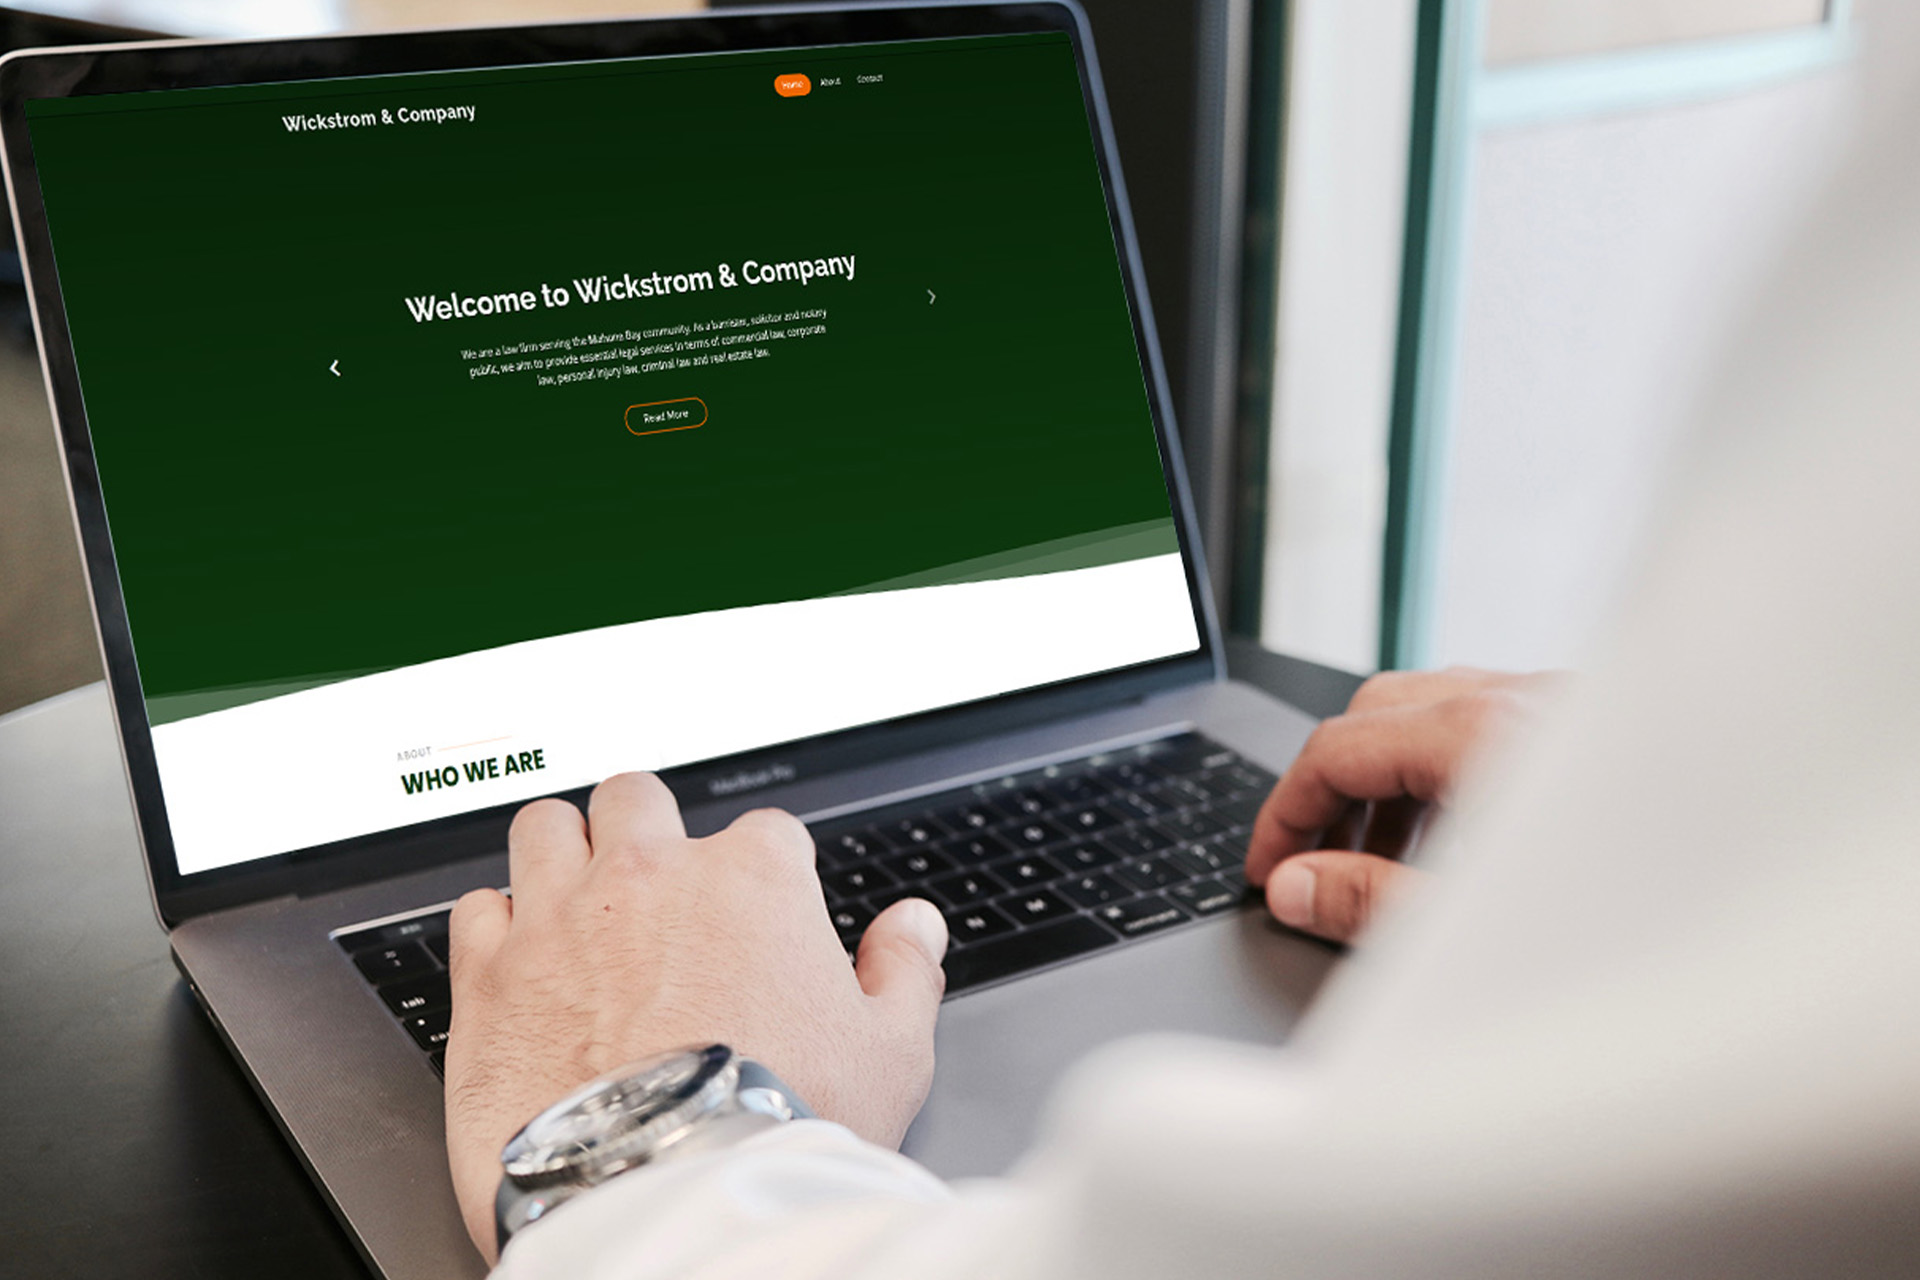 Home About Contact
Wickstrom & Company
Welcome to Wickstrom & Company
We are a law firm serving the Mahone Bay community. As a barrister, solicitor and notary
public, we aim to provide essential legal services in terms of commercial law, corporate
law, personal injury law, criminal law and real estate law.
Read More
ABOUT
WHO WE ARE
MacBook Pro
tab
command